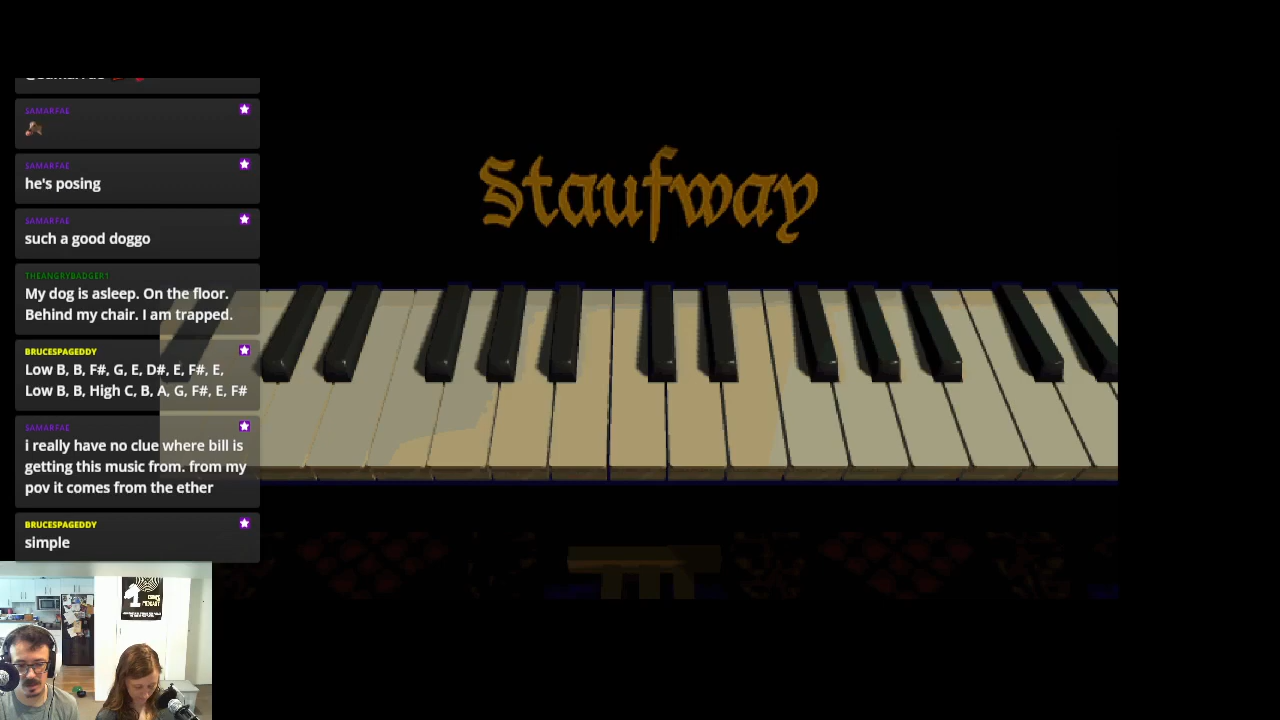 SAMARFAE
SAMARFAE
he's posing
SAMARFAE
such a good doggo
THEANGRYBADGER1
My dog is asleep. On the floor.
Behind my chair. I am trapped.
BRUCESPAGEDDY
Low B, B, F#, G, E, D#, E, F#, E,
Low B, B, High C, B, A, G, F#, E, F#
SAMARFAE
i really have no clue where bill is
getting this music from. from my
pov it comes from the ether
BRUCESPAGEDDY
simple
Staufway